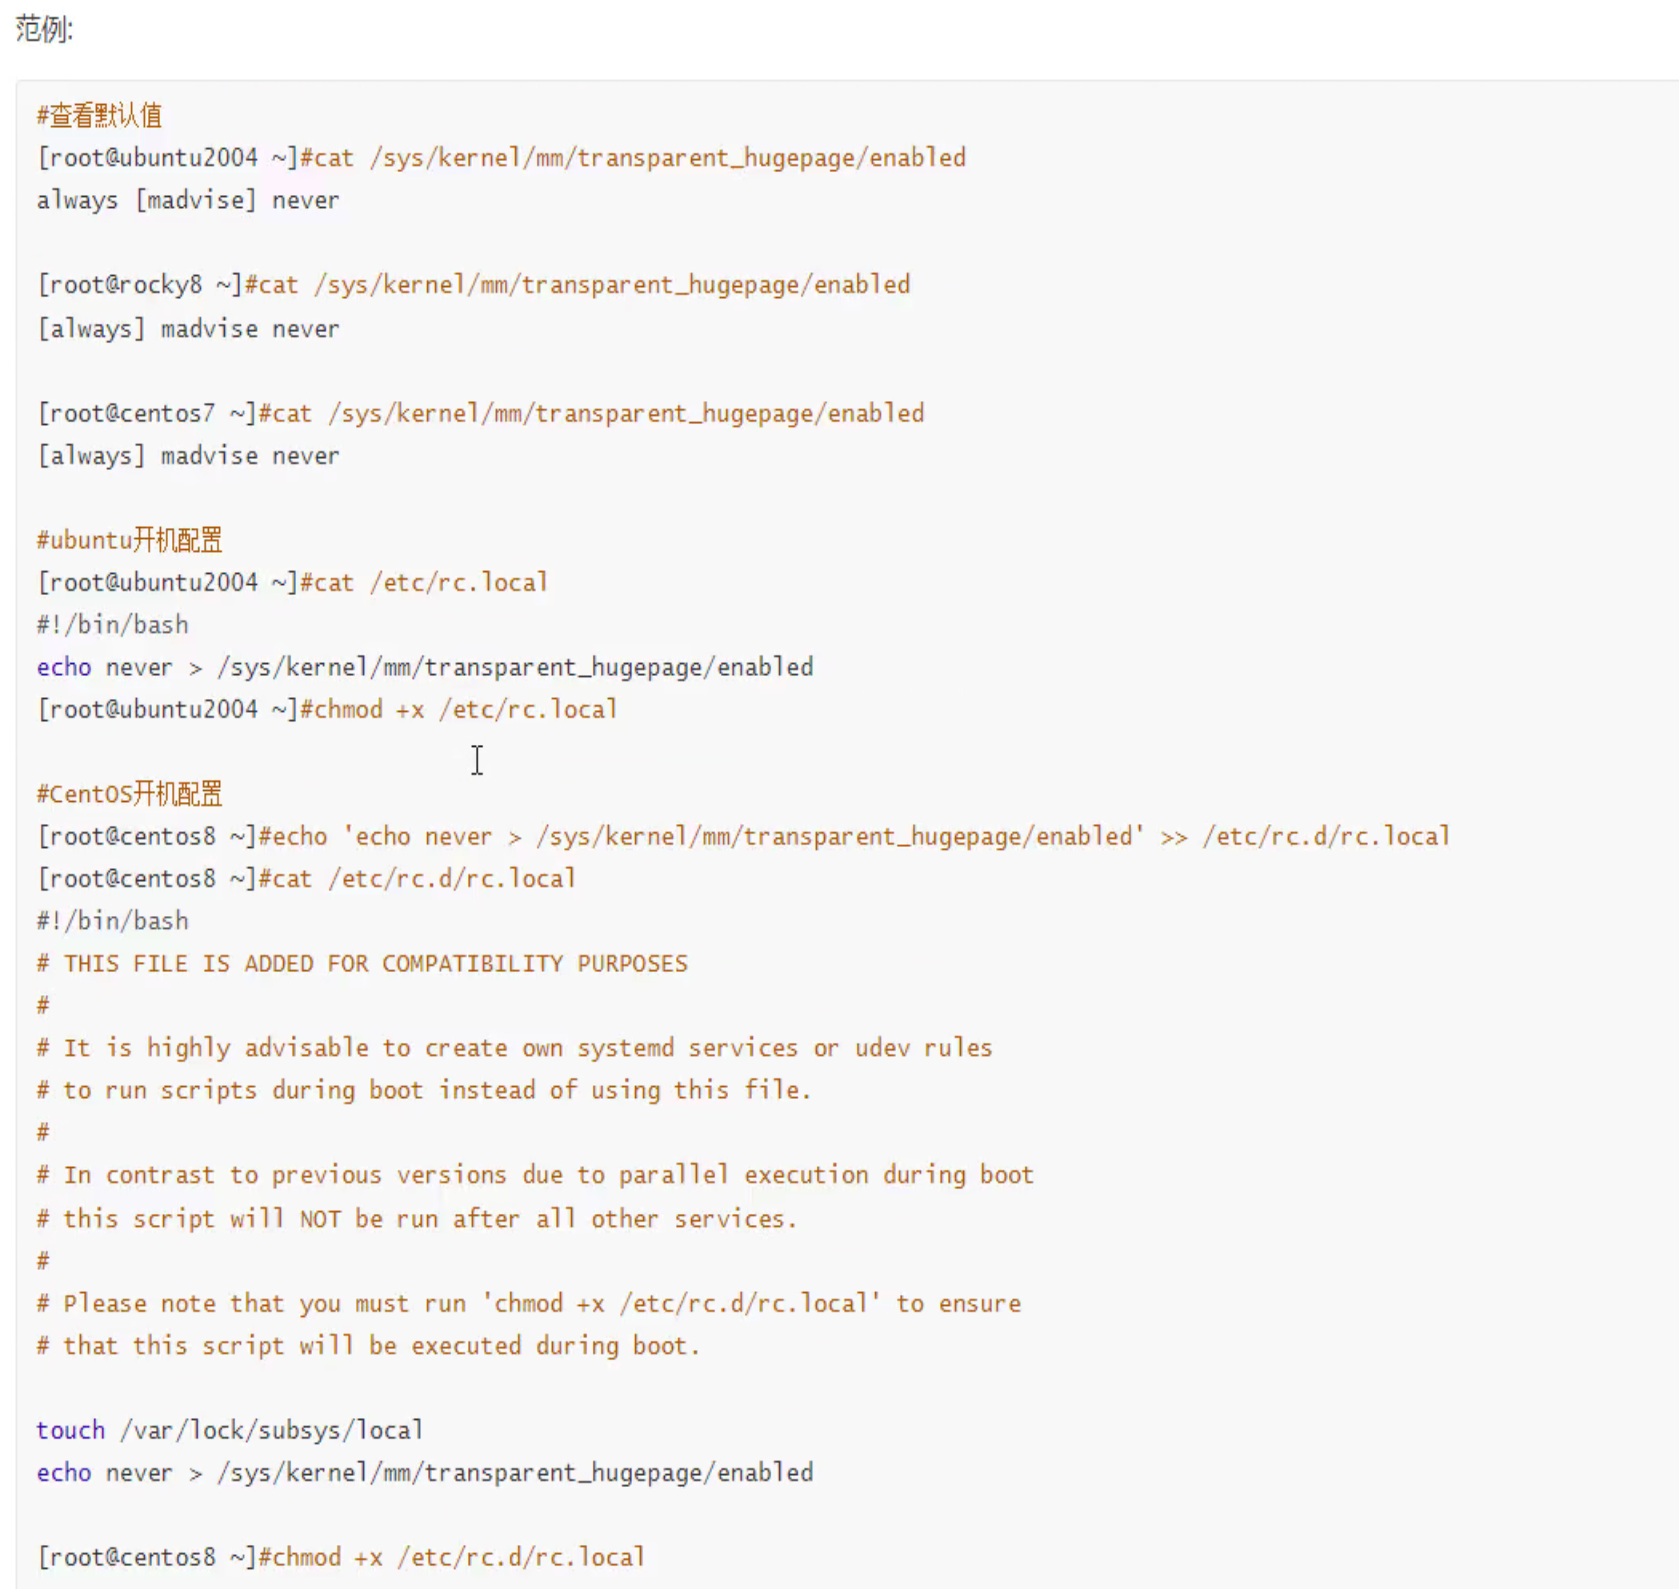 范例:
#查看默认值
[root@ubuntu2004 ~]#cat /sys/kernel/mm/transparent_hugepage/enabled
always [madvise] never
[root@rocky8 ~]#cat /sys/kernel/mm/transparent_hugepage/enabled
[always] madvise never
[root@centos7 ~]#cat /sys/kernel/mm/transparent_hugepage/enabled
[always] madvise never
#ubuntu开机配置
[root@ubuntu2004 ~]#cat /etc/rc.local
#!/bin/bash
echo never > /sys/kernel/mm/transparent_hugepage/enabled
[root@ubuntu2004 ~]#chmod +x /etc/rc.local
#CentOS开机配置
[root@centos8 ~]#echo 'echo never > /sys/kernel/mm/transparent_hugepage/enabled' >> /etc/rc.d/rc.local
[root@centos8 ~]#cat /etc/rc.d/rc.local
#!/bin/bash
# THIS FILE IS ADDED FOR COMPATIBILITY PURPOSES
#
# It is highly advisable to create own systemd services or udev rules
# to run scripts during boot instead of using this file.
#
# In contrast to previous versions due to parallel execution during boot
# this script will NOT be run after all other services.
#
# Please note that you must run 'chmod +x /etc/rc.d/rc.local' to ensure
# that this script will be executed during boot.
touch /var/lock/subsys/local
echo never > /sys/kernel/mm/transparent_hugepage/enabled
[root@centos8 ~]#chmod +x /etc/rc.d/rc.local